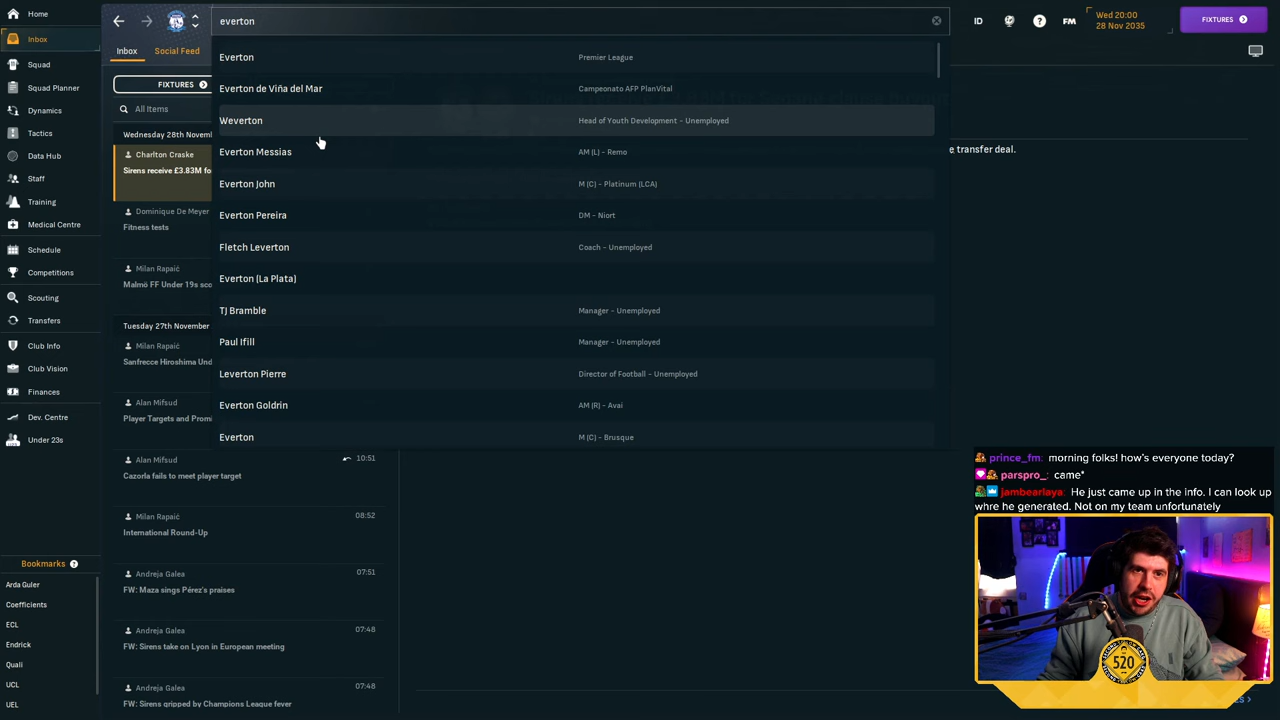 Home
Inbox
Squad
Squad Planner
Dynamics
Tactics
Data Hub
Staff
Training
Medical Centre
Schedule
Competitions
Scouting
Transfers
Club Info
Club Vision
Finances
Dev. Centre
Under 23s
Bookmarks ?
Arda Guler
Coefficients
ECL
Endrick
Quali
UCL
UEL
everton
ID
?
FM
Wed 20:00
28 Nov 2035
FIXTURES
Inbox
Social Feed
FIXTURES
All Items
Wednesday 28th Novem
Charlton Craske
Sirens receive £3.83M fo
Dominique De Meyer
Fitness tests
Milan Rapaić
Malmö FF Under 19s sco
Tuesday 27th November
Milan Rapaić
Sanfrecce Hiroshima Und
Alan Mifsud
Player Targets and Promi
Alan Mifsud
10:51
Cazorla fails to meet player target
Milan Rapaić
08:52
International Round-Up
Andreja Galea
07:51
FW: Maza sings Pérez's praises
Andreja Galea
07:48
FW: Sirens take on Lyon in European meeting
Andreja Galea
07:48
FW: Sirens gripped by Champions League fever
Everton
Premier League
Everton de Viña del Mar
Campeonato AFP PlanVital
Weverton
Head of Youth Development - Unemployed
Everton Messias
AM (L) - Remo
Everton John
M (C) - Platinum (LCA)
Everton Pereira
DM - Niort
Fletch Leverton
Coach - Unemployed
Everton (La Plata)
TJ Bramble
Manager - Unemployed
Paul Ifill
Manager - Unemployed
Leverton Pierre
Director of Football - Unemployed
Everton Goldrin
AM (R) - Avai
Everton
M (C) - Brusque
e transfer deal.
prince_fm: morning folks! how's everyone today?
parspro_: came*
jambearlaya: He just came up in the info. I can look up
whre he generated. Not on my team unfortunately
520